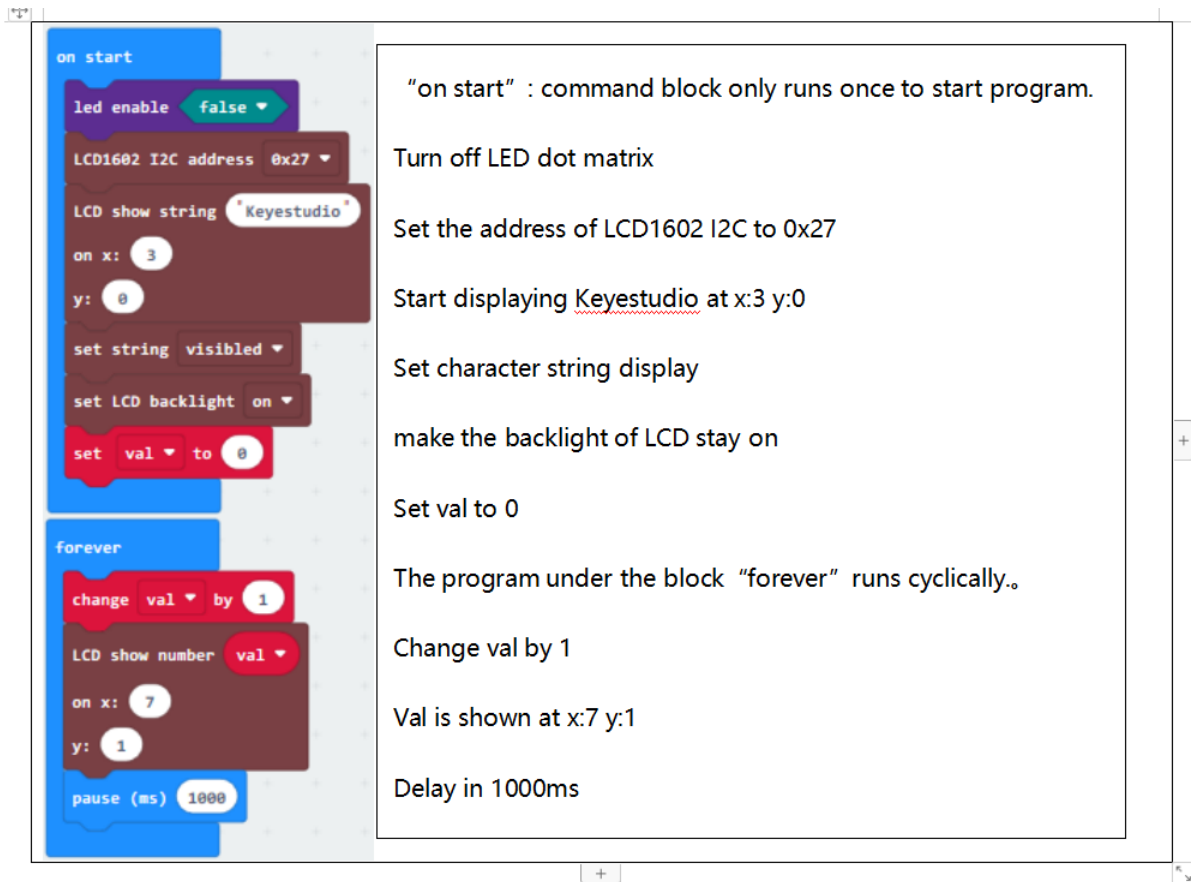 on start
led enable false
LCD1602 I2C address 0x27
LCD show string "Keyestudio"
on x: 3
y: 0
set string visibled
set LCD backlight on
set val to 0
forever
change val by 1
LCD show number val
on x: 7
y: 1
pause (ms) 1000
“on start”: command block only runs once to start program.
Turn off LED dot matrix
Set the address of LCD1602 I2C to 0x27
Start displaying Keyestudio at x:3 y:0
Set character string display
make the backlight of LCD stay on
Set val to 0
The program under the block “forever” runs cyclically.。
Change val by 1
Val is shown at x:7 y:1
Delay in 1000ms